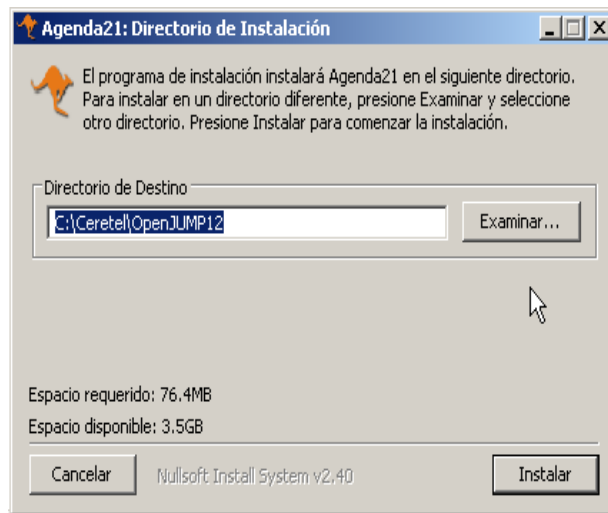 Agenda21: Directorio de Instalación
El programa de instalación instalará Agenda21 en el siguiente directorio.
Para instalar en un directorio diferente, presione Examinar y seleccione
otro directorio. Presione Instalar para comenzar la instalación.
Directorio de Destino
C:\Ceretel\OpenJUMP12
Examinar...
Espacio requerido: 76.4MB
Espacio disponible: 3.5GB
Cancelar
Nullsoft Install System v2.40
Instalar